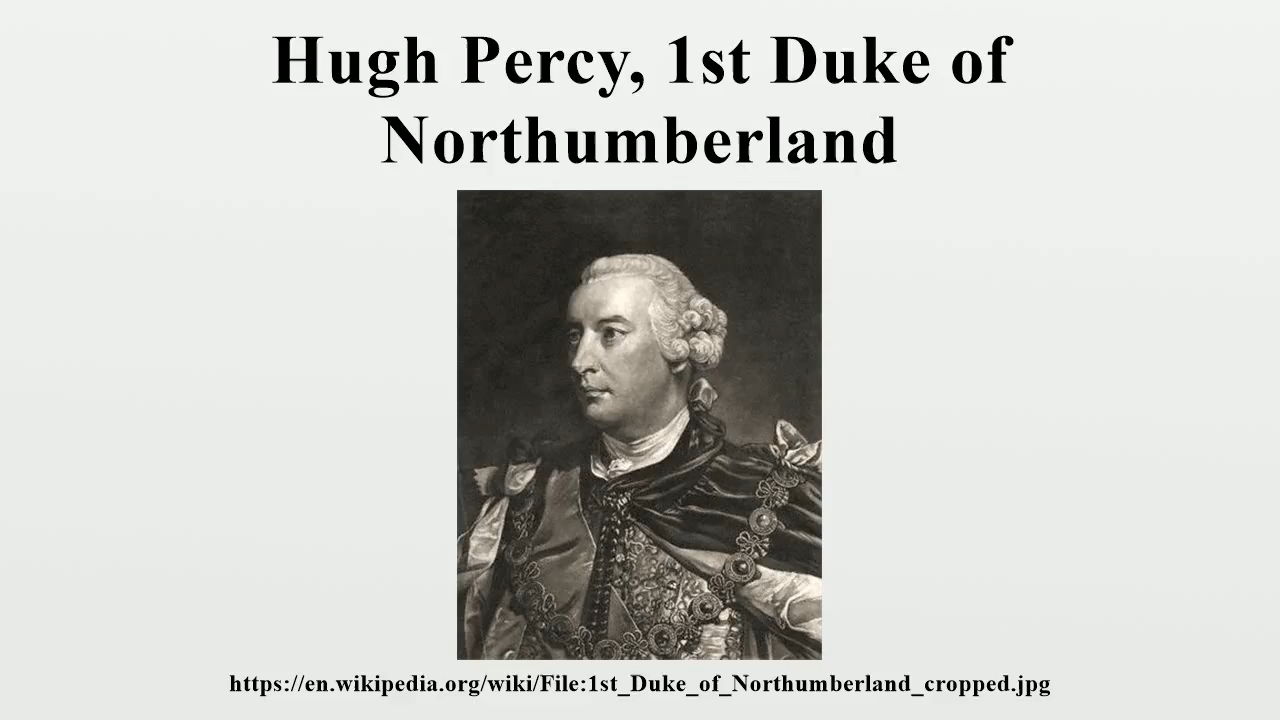 Hugh Percy, 1st Duke of
Northumberland
https://en.wikipedia.org/wiki/File:1st_Duke_of_Northumberland_cropped.jpg